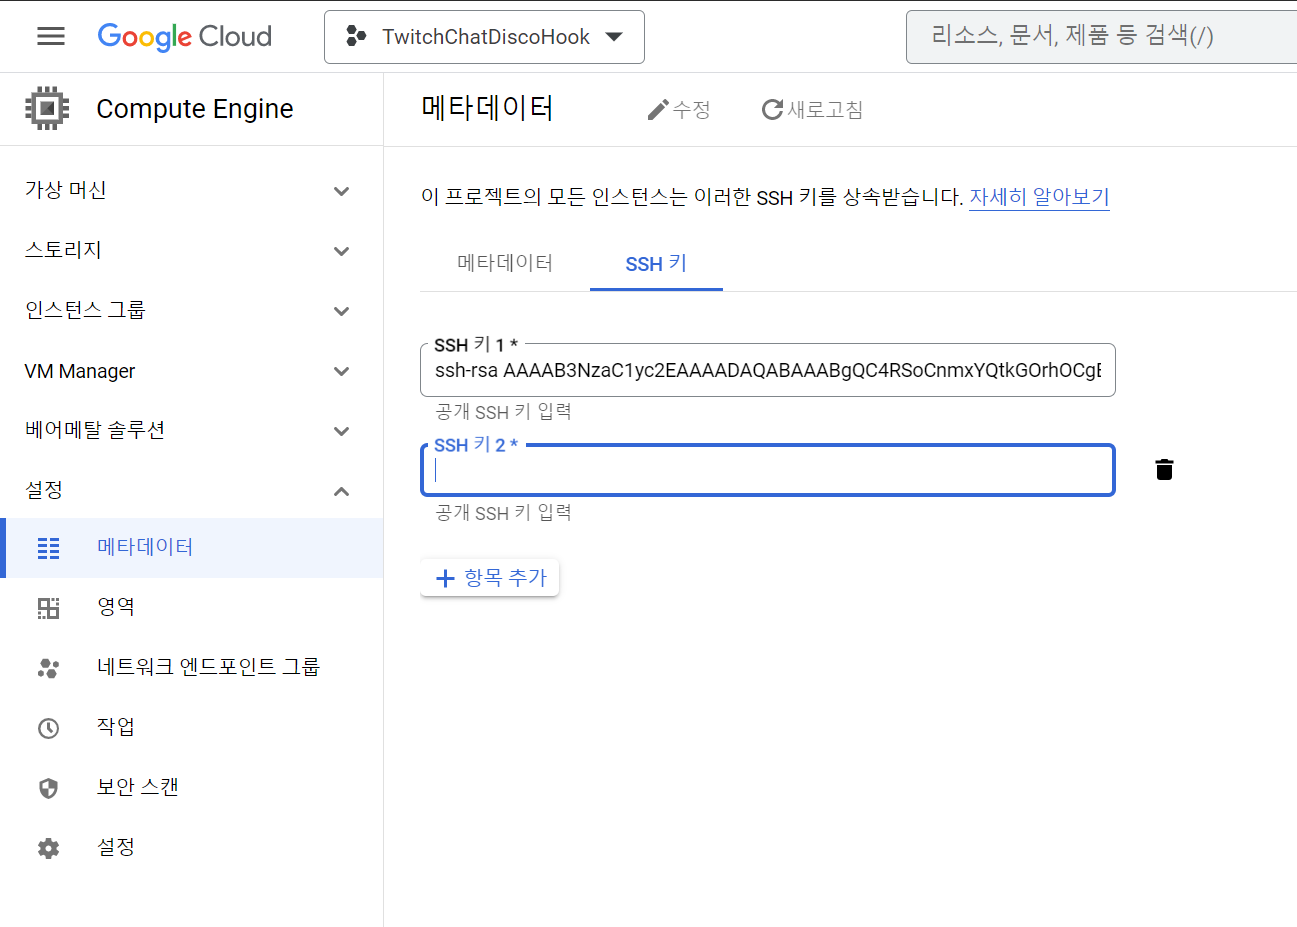 Google Cloud
TwitchChatDiscoHook
리소스, 문서, 제품 등 검색(/)
Compute Engine
메타데이터
수정
새로고침
가상 머신
스토리지
인스턴스 그룹
VM Manager
베어메탈 솔루션
설정
메타데이터
영역
네트워크 엔드포인트 그룹
작업
보안 스캔
설정
이 프로젝트의 모든 인스턴스는 이러한 SSH 키를 상속받습니다. 자세히 알아보기
메타데이터
SSH 키
SSH 키 1 *
ssh-rsa AAAAB3NzaC1yc2EAAAADAQABAAABgQC4RSoCnmxYQtkGOrhOCgE
공개 SSH 키 입력
SSH 키 2 *
공개 SSH 키 입력
+ 항목 추가